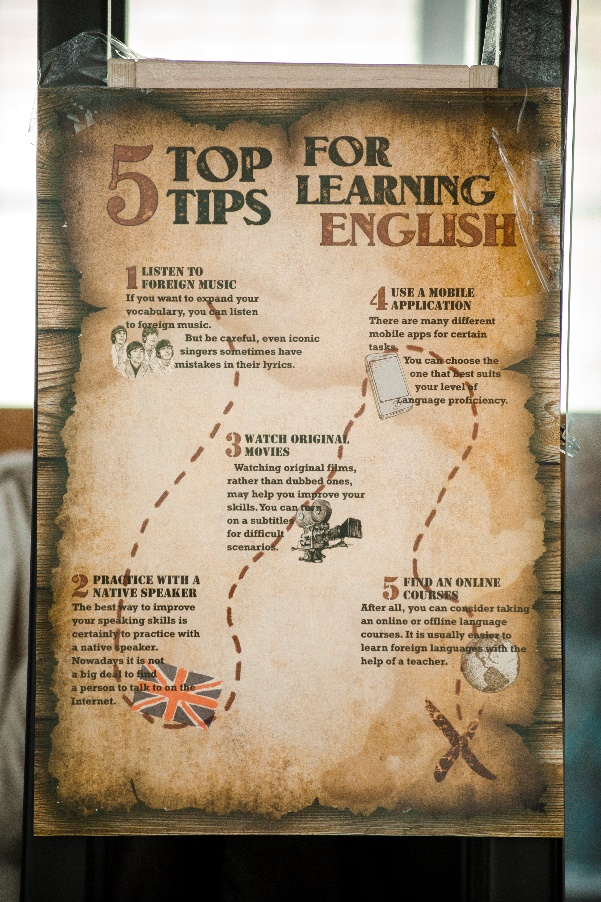 5 TOP TIPS
FOR LEARNING ENGLISH
1 LISTEN TO
FOREIGN MUSIC
If you want to expand your
vocabulary, you can listen
to foreign music.
But be careful, even iconic
singers sometimes have
mistakes in their lyrics.
2 PRACTICE WITH A
NATIVE SPEAKER
The best way to improve
your speaking skills is
certainly to practice with
a native speaker.
Nowadays it is not
a big deal to find
a person to talk to on the
Internet.
3 WATCH ORIGINAL
MOVIES
Watching original films,
rather than dubbed ones,
may help you improve your
skills. You can turn
on a subtitles
for difficult
scenarios.
4 USE A MOBILE
APPLICATION
There are many different
mobile apps for certain
tasks.
You can choose the
one that best suits
your level of
language proficiency.
5 FIND AN ONLINE
COURSES
After all, you can consider taking
an online or offline language
courses. It is usually easier to
learn foreign languages with the
help of a teacher.